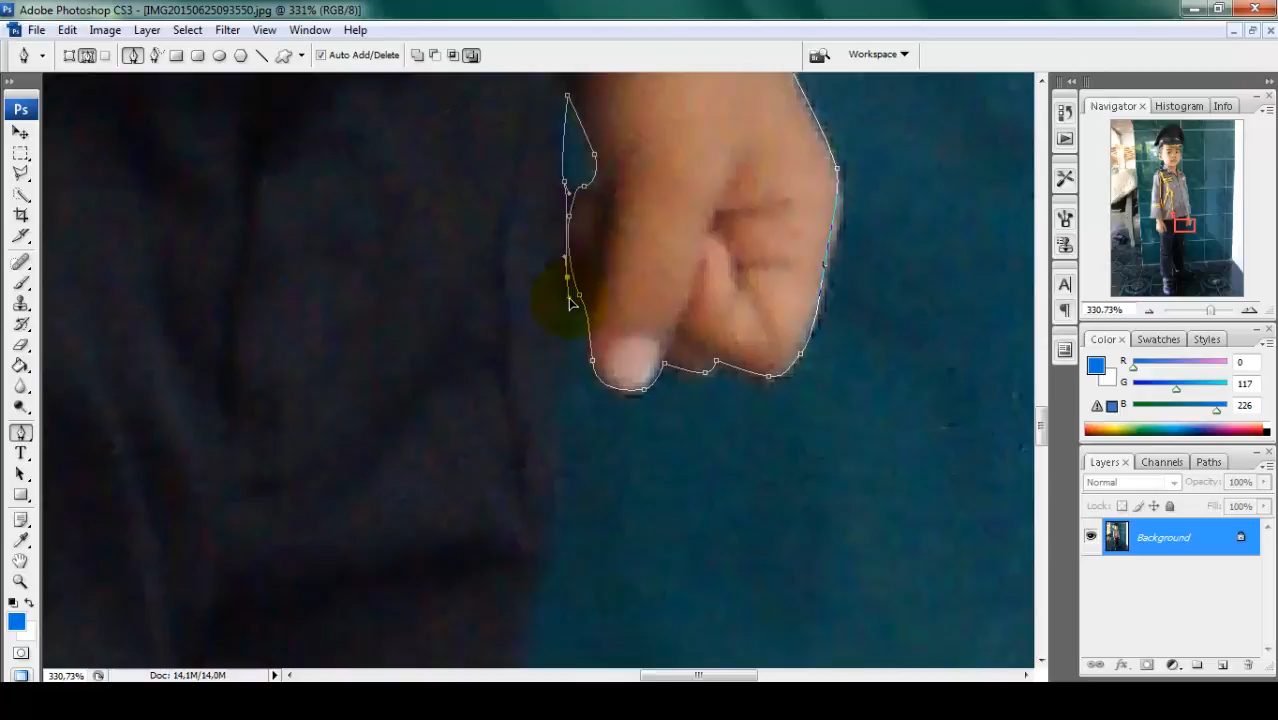 Adobe Photoshop CS3 - [IMG20150625093550.jpg @ 331% (RGB/8)]
File Edit Image Layer Select Filter View Window Help
Auto Add/Delete Workspace
Ps
Navigator Histogram Info
330.73%
Color Swatches Styles
R 0
G 117
B 226
Layers Channels Paths
Normal Opacity: 100%
Lock: Fill: 100%
Background
T
A
330.73% Doc: 14,1M/14,0M